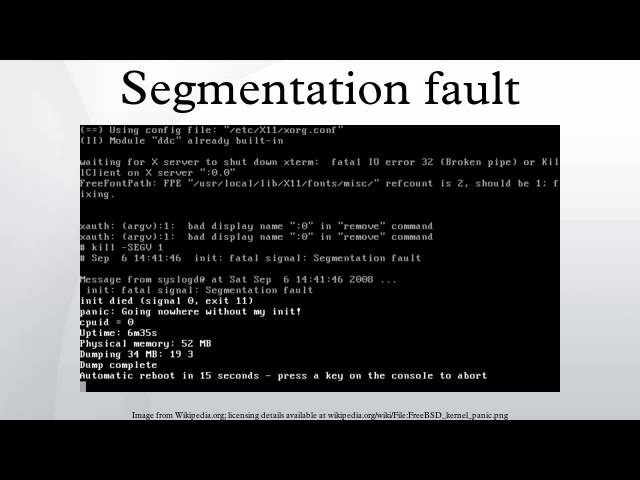 Segmentation fault
(==) Using config file: "/etc/X11/xorg.conf"
(II) Module "ddc" already built-in
waiting for X server to shut down xterm:  fatal IO error 32 (Broken pipe) or Kil
lClient on X server ":0.0"
FreeFontPath: FPE "/usr/local/lib/X11/fonts/misc/" refcount is 2, should be 1; f
ixing.
xauth: (argv):1:  bad display name ":0" in "remove" command
xauth: (argv):1:  bad display name ":0" in "remove" command
# kill -SEGV 1
# Sep  6 14:41:46  init: fatal signal: Segmentation fault
Message from syslogd@ at Sat Sep  6 14:41:46 2008 ...
 init: fatal signal: Segmentation fault
init died (signal 0, exit 11)
panic: Going nowhere without my init!
cpuid = 0
Uptime: 6m35s
Physical memory: 52 MB
Dumping 34 MB: 19 3
Dump complete
Automatic reboot in 15 seconds - press a key on the console to abort
Image from Wikipedia.org; licensing details available at wikipedia.org/wiki/File:FreeBSD_kernel_panic.png